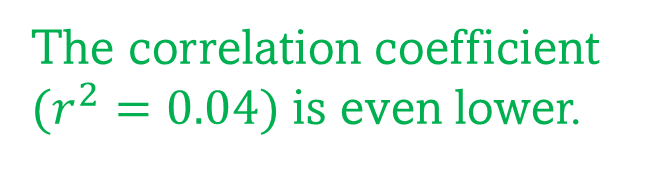 The correlation coefficient
(r² = 0.04) is even lower.